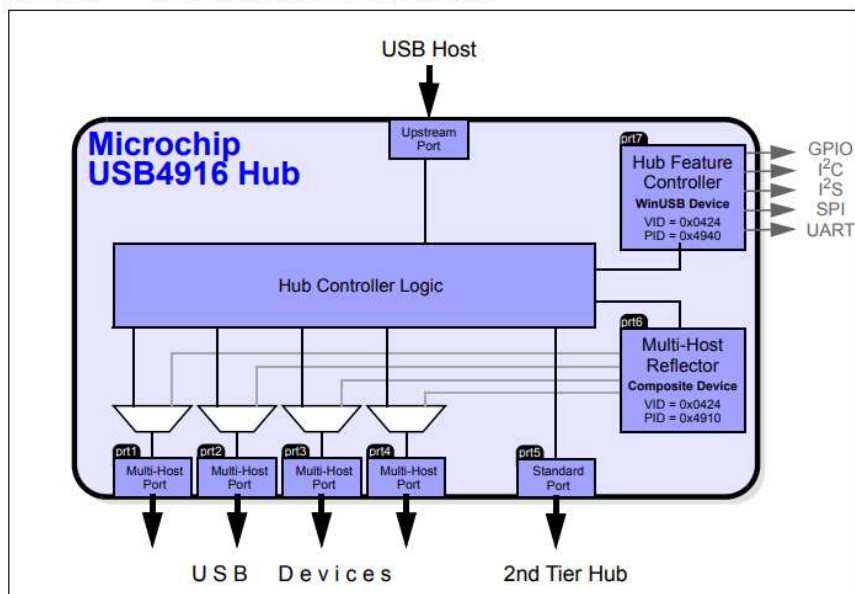 USB Host
Microchip
USB4916 Hub
Upstream
Port
prt7
Hub Feature
Controller
WinUSB Device
VID = 0x0424
PID = 0x4940
GPIO
I²C
I²S
SPI
UART
Hub Controller Logic
prt6
Multi-Host
Reflector
Composite Device
VID = 0x0424
PID = 0x4910
prt1
Multi-Host
Port
prt2
Multi-Host
Port
prt3
Multi-Host
Port
prt4
Multi-Host
Port
prt5
Standard
Port
U S B D e v i c e s
2nd Tier Hub